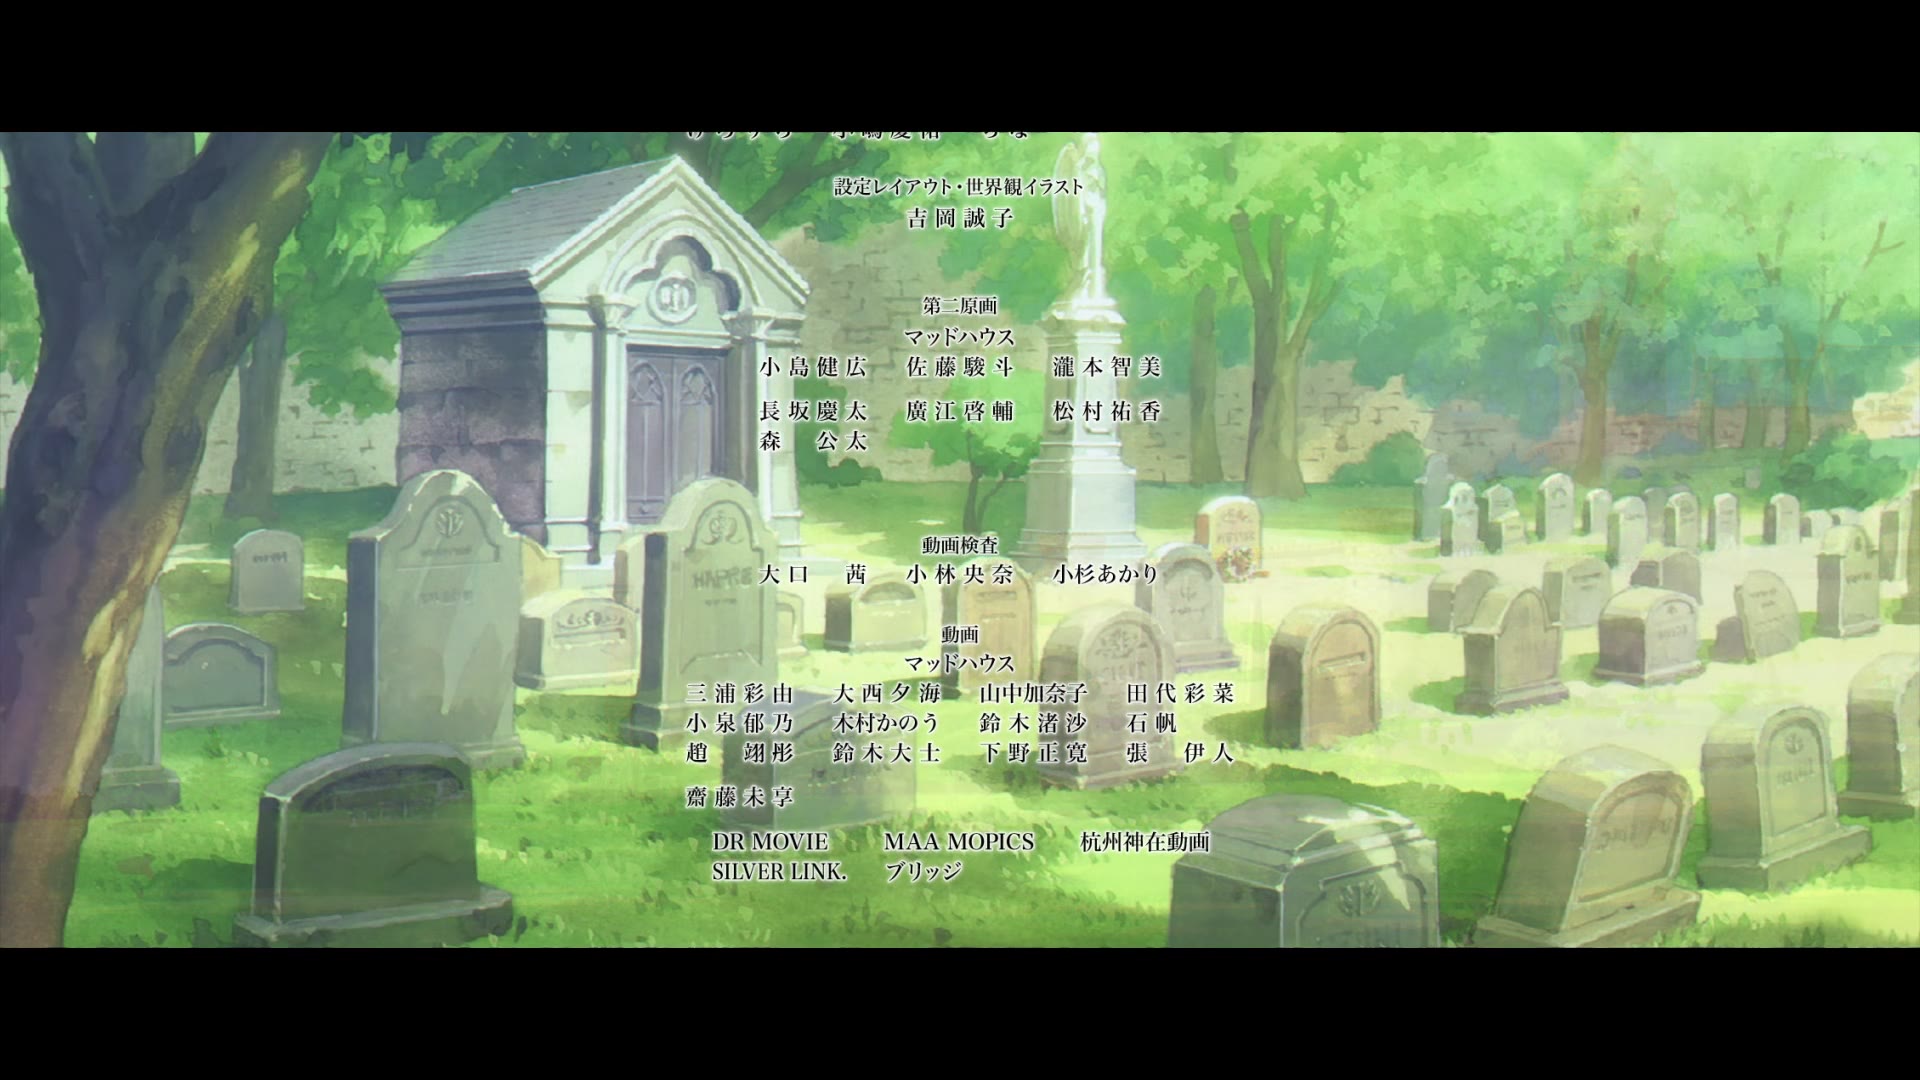 設定レイアウト・世界観イラスト
吉岡誠子
第二原画
マッドハウス
小島健広　佐藤駿斗　瀧本智美
長坂慶太　廣江啓輔　松村祐香
森　公太
動画検査
大口　茜　小林央奈　小杉あかり
動画
マッドハウス
三浦彩由　大西夕海　山中加奈子　田代彩菜
小泉郁乃　木村かのう　鈴木渚沙　石帆
趙　翊彤　鈴木大士　下野正寛　張　伊人
齋藤未享
DR MOVIE　MAA MOPICS　杭州神在動画
SILVER LINK.　ブリッジ